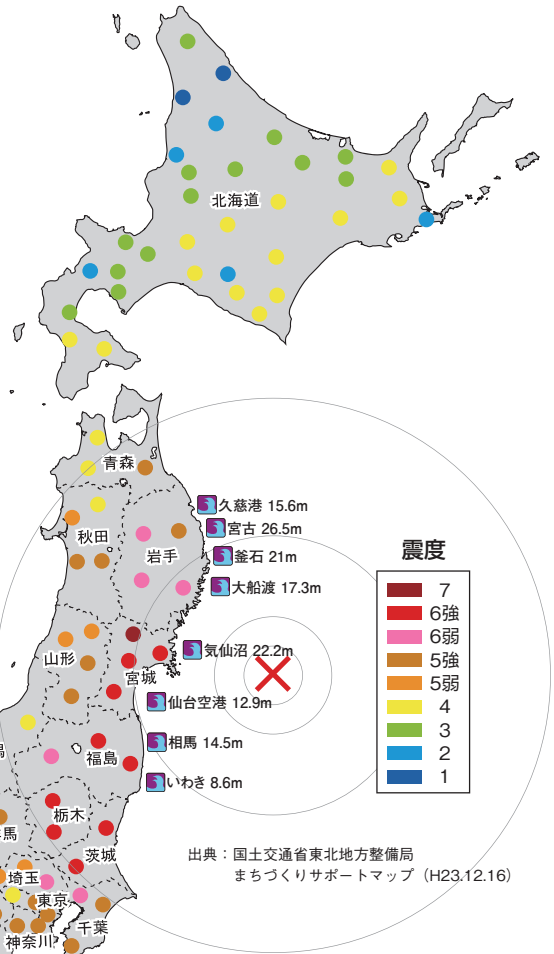 北海道
青森
久慈港 15.6m
宮古 26.5m
秋田
岩手
釜石 21m
大船渡 17.3m
震度
7
6強
6弱
5強
5弱
4
3
2
1
気仙沼 22.2m
山形
宮城
仙台空港 12.9m
相馬 14.5m
福島
いわき 8.6m
栃木
馬
茨城
出典：国土交通省東北地方整備局
まちづくりサポートマップ（H23.12.16）
埼玉
東京
千葉
神奈川